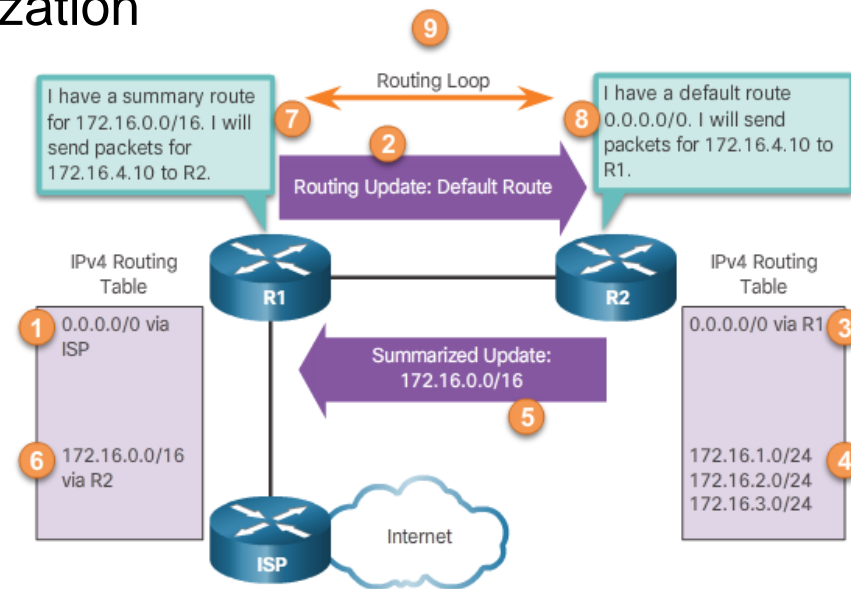 zation
9
Routing Loop
I have a summary route
for 172.16.0.0/16. I will
send packets for
172.16.4.10 to R2.
7
2
8
I have a default route
0.0.0.0/0. I will send
packets for 172.16.4.10 to
R1.
Routing Update: Default Route
IPv4 Routing
Table
R1
R2
IPv4 Routing
Table
1
0.0.0.0/0 via
ISP
Summarized Update:
172.16.0.0/16
5
0.0.0.0/0 via R1
3
6
172.16.0.0/16
via R2
172.16.1.0/24
172.16.2.0/24
172.16.3.0/24
4
ISP
Internet